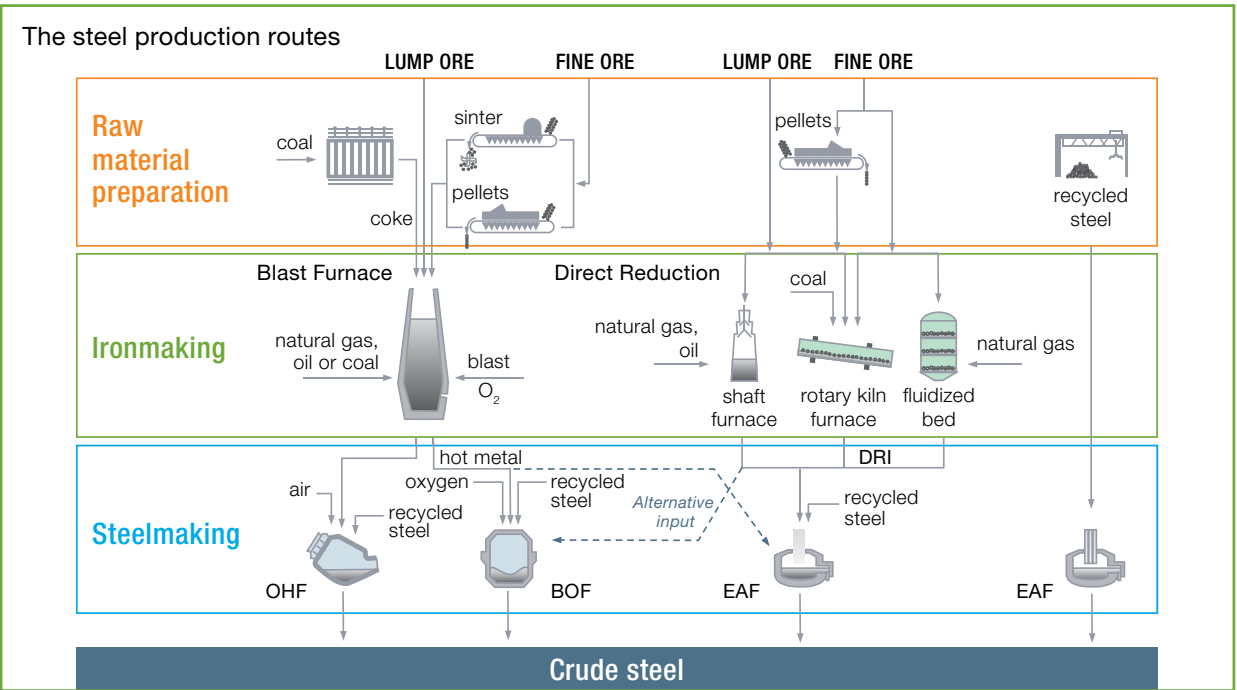 The steel production routes
LUMP ORE
FINE ORE
LUMP ORE
FINE ORE
Raw
material
preparation
coal
coke
sinter
pellets
pellets
recycled
steel
Ironmaking
Blast Furnace
natural gas,
oil or coal
blast
O₂
Direct Reduction
natural gas,
oil
coal
natural gas
shaft
furnace
rotary kiln
furnace
fluidized
bed
Steelmaking
hot metal
DRI
air
recycled
steel
oxygen
recycled
steel
Alternative
input
recycled
steel
OHF
BOF
EAF
EAF
Crude steel